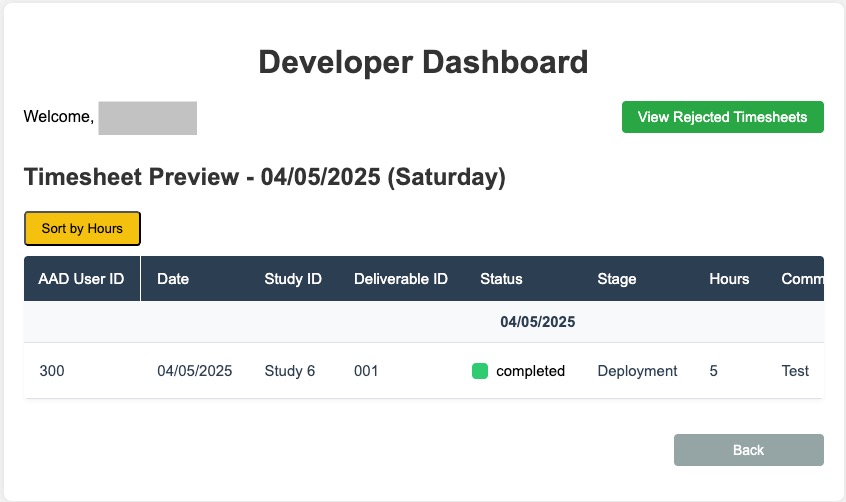 Developer Dashboard
Welcome,
View Rejected Timesheets
Timesheet Preview - 04/05/2025 (Saturday)
Sort by Hours
AAD User ID Date Study ID Deliverable ID Status Stage Hours Comm
04/05/2025
300 04/05/2025 Study 6 001 completed Deployment 5 Test
Back